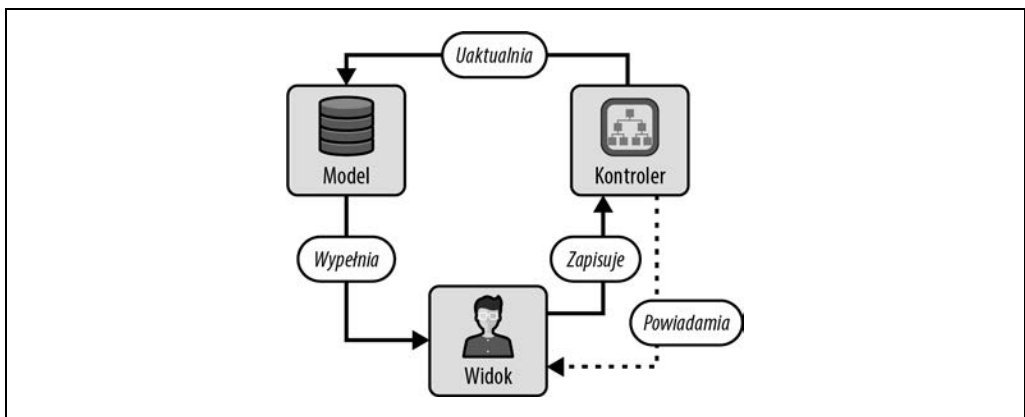 Uaktualnia
Model
Kontroler
Wypełnia
Zapisuje
Powiadamia
Widok